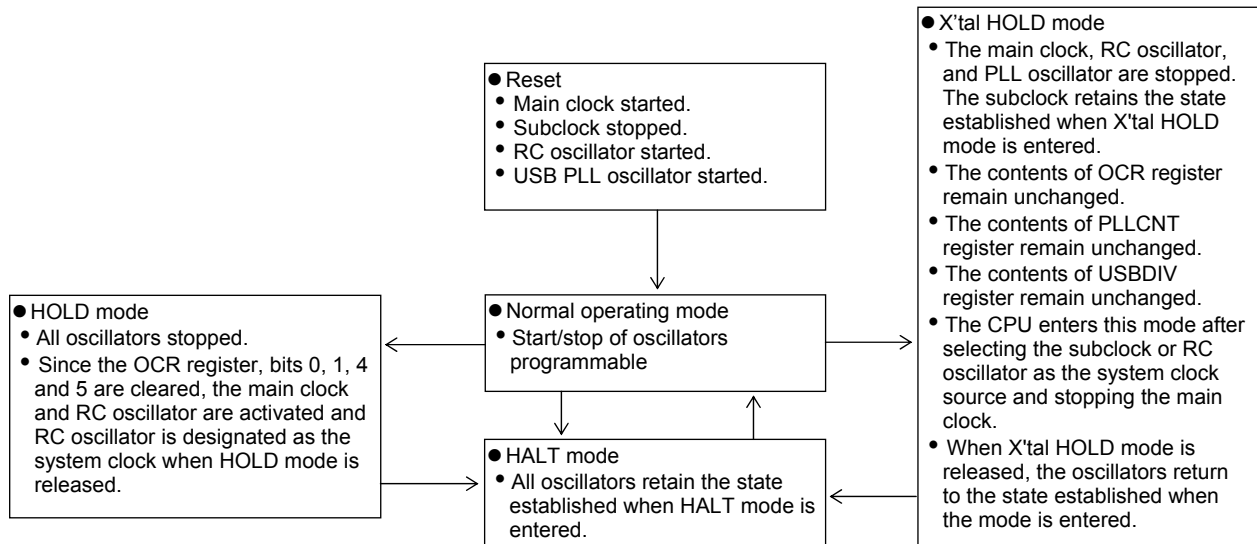 ● Reset
• Main clock started.
• Subclock stopped.
• RC oscillator started.
• USB PLL oscillator started.
● Normal operating mode
• Start/stop of oscillators
programmable
● HOLD mode
• All oscillators stopped.
• Since the OCR register, bits 0, 1, 4
and 5 are cleared, the main clock
and RC oscillator are activated and
RC oscillator is designated as the
system clock when HOLD mode is
released.
● HALT mode
• All oscillators retain the state
established when HALT mode is
entered.
● X'tal HOLD mode
• The main clock, RC oscillator,
and PLL oscillator are stopped.
The subclock retains the state
established when X'tal HOLD
mode is entered.
• The contents of OCR register
remain unchanged.
• The contents of PLLCNT
register remain unchanged.
• The contents of USBDIV
register remain unchanged.
• The CPU enters this mode after
selecting the subclock or RC
oscillator as the system clock
source and stopping the main
clock.
• When X'tal HOLD mode is
released, the oscillators return
to the state established when
the mode is entered.